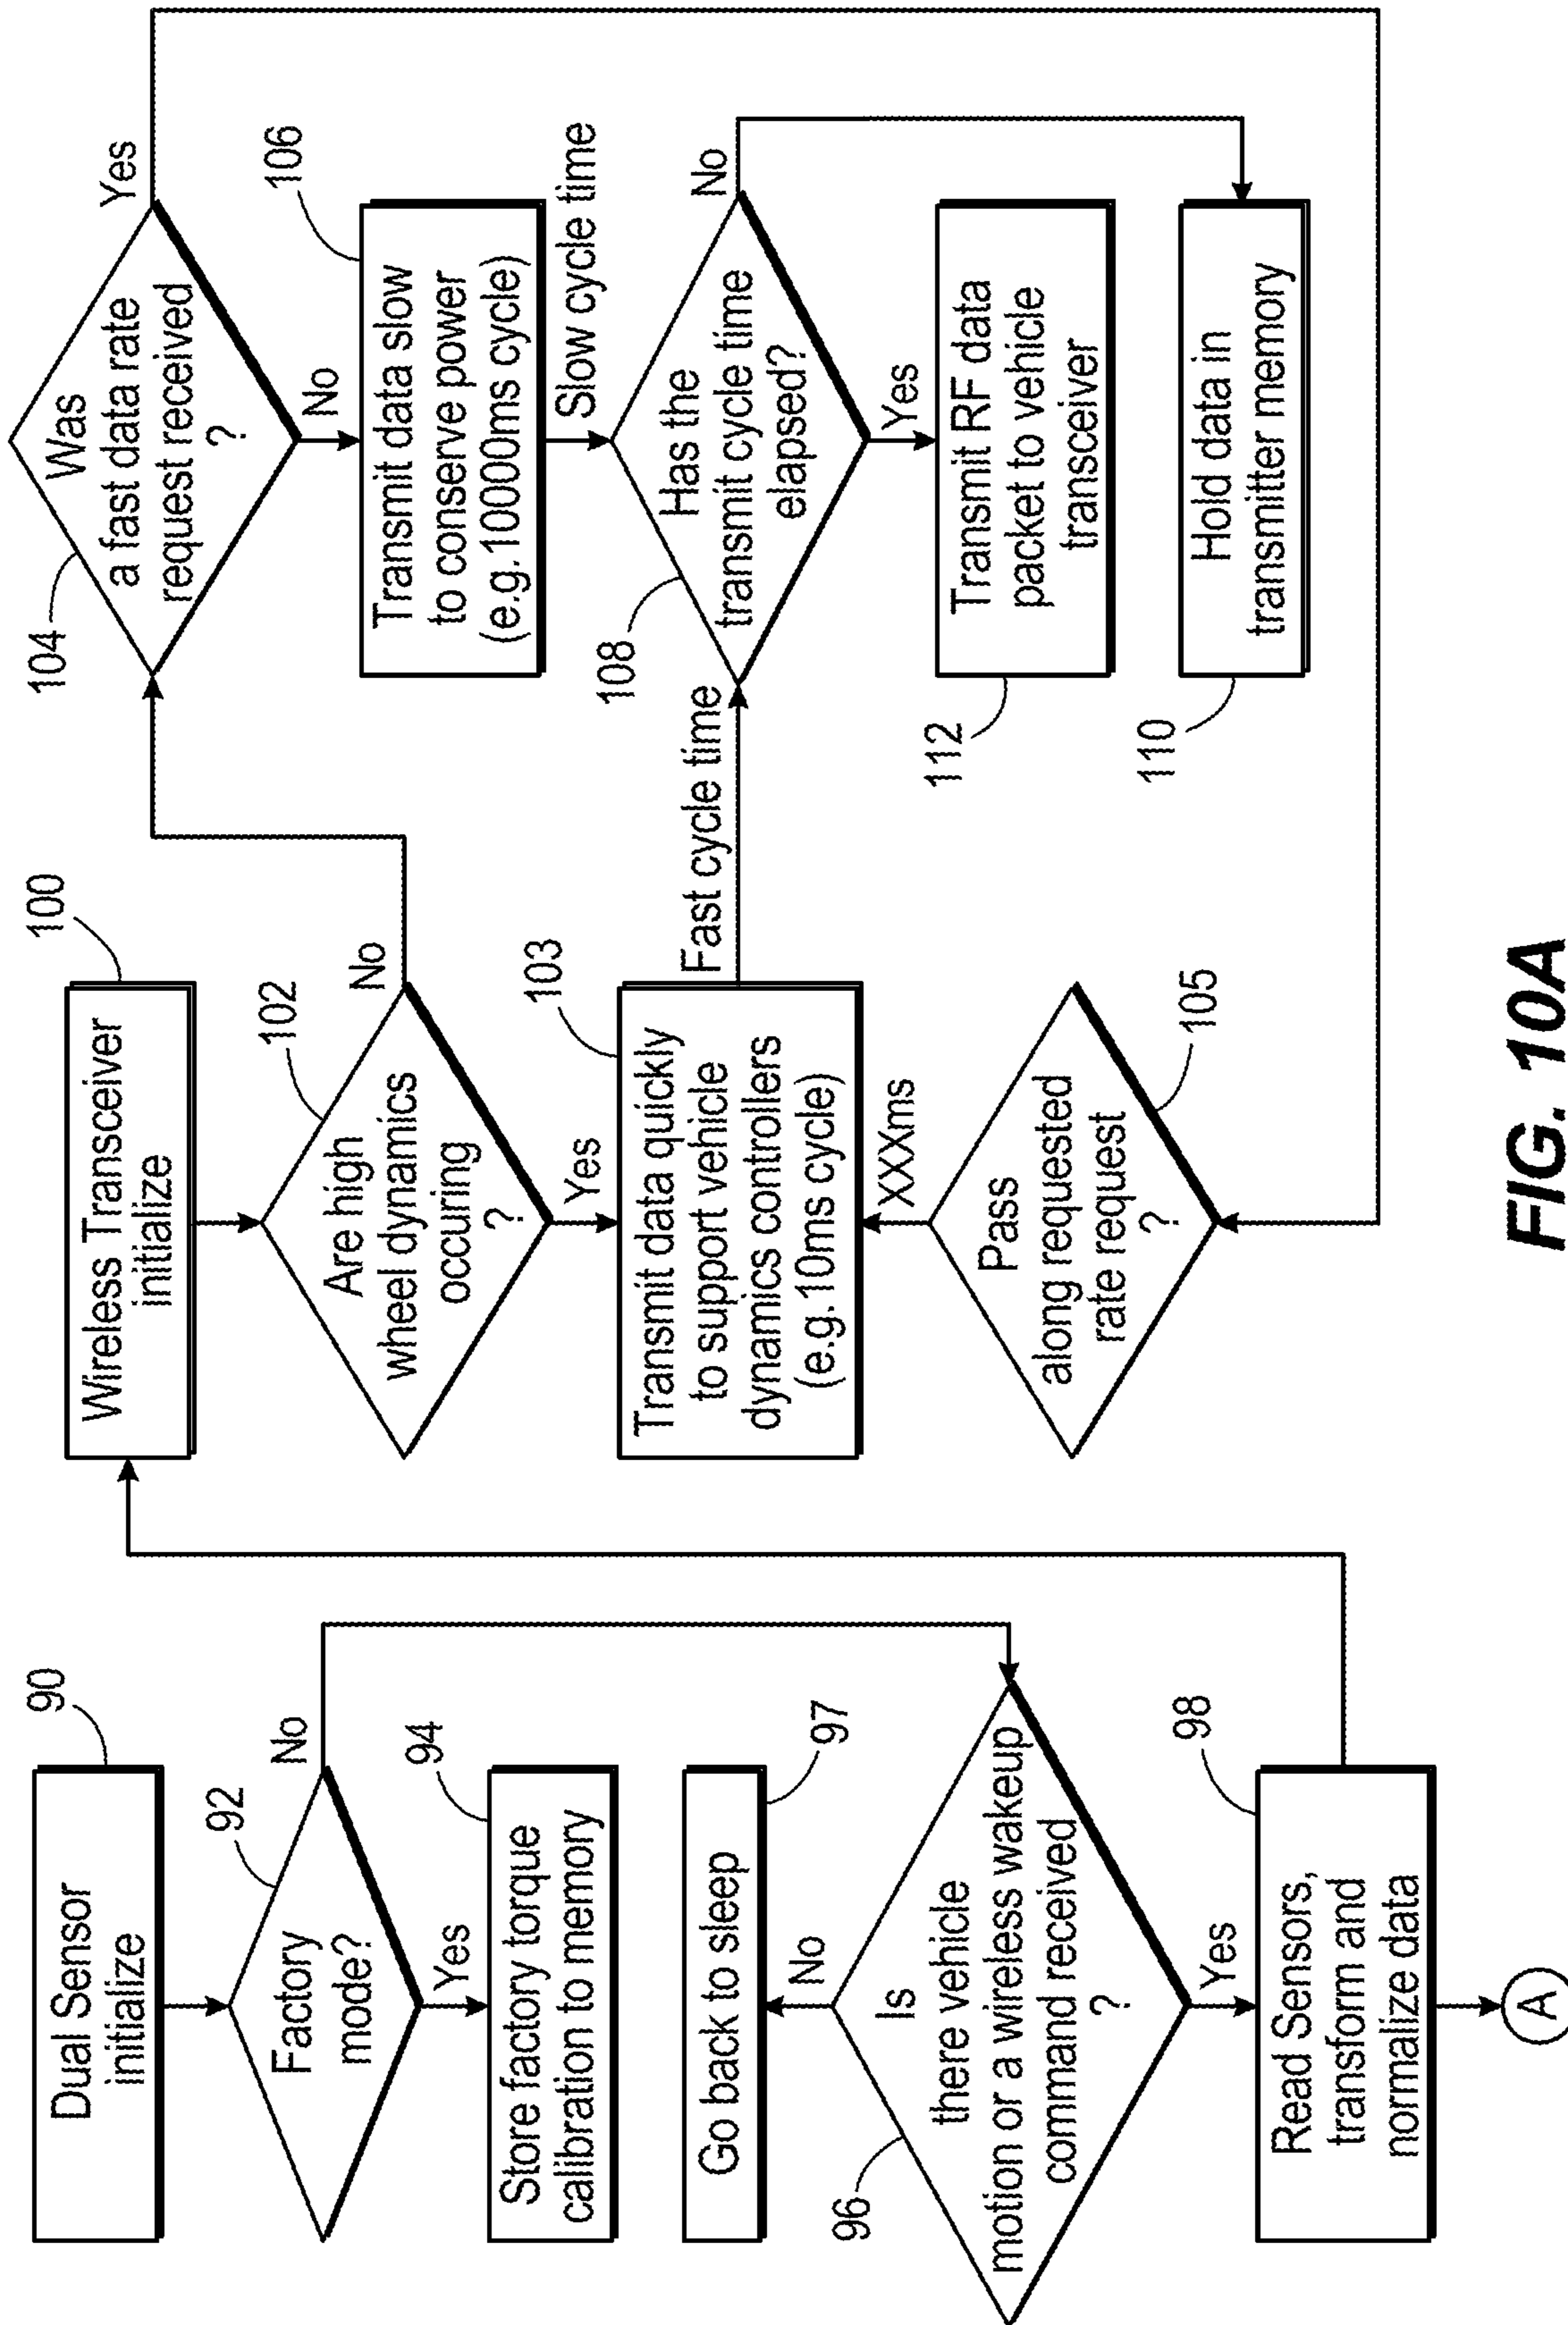 90
Dual Sensor
initialize
92
Factory
mode?
No
Yes
94
Store factory torque
calibration to memory
97
Go back to sleep
No
96
Is
there vehicle
motion or a wireless wakeup
command received
?
Yes
98
Read Sensors,
transform and
normalize data
A
100
Wireless Transceiver
initialize
102
Are high
wheel dynamics
occuring
?
No
Yes
103
Transmit data quickly
to support vehicle
dynamics controllers
(e.g.10ms cycle)
Fast cycle time
XXXms
Pass
along requested
rate request
?
105
104
Was
a fast data rate
request received
?
Yes
No
106
Transmit data slow
to conserve power
(e.g.10000ms cycle)
Slow cycle time
108
Has the
transmit cycle time
elapsed?
No
Yes
112
Transmit RF data
packet to vehicle
transceiver
110
Hold data in
transmitter memory
FIG. 10A